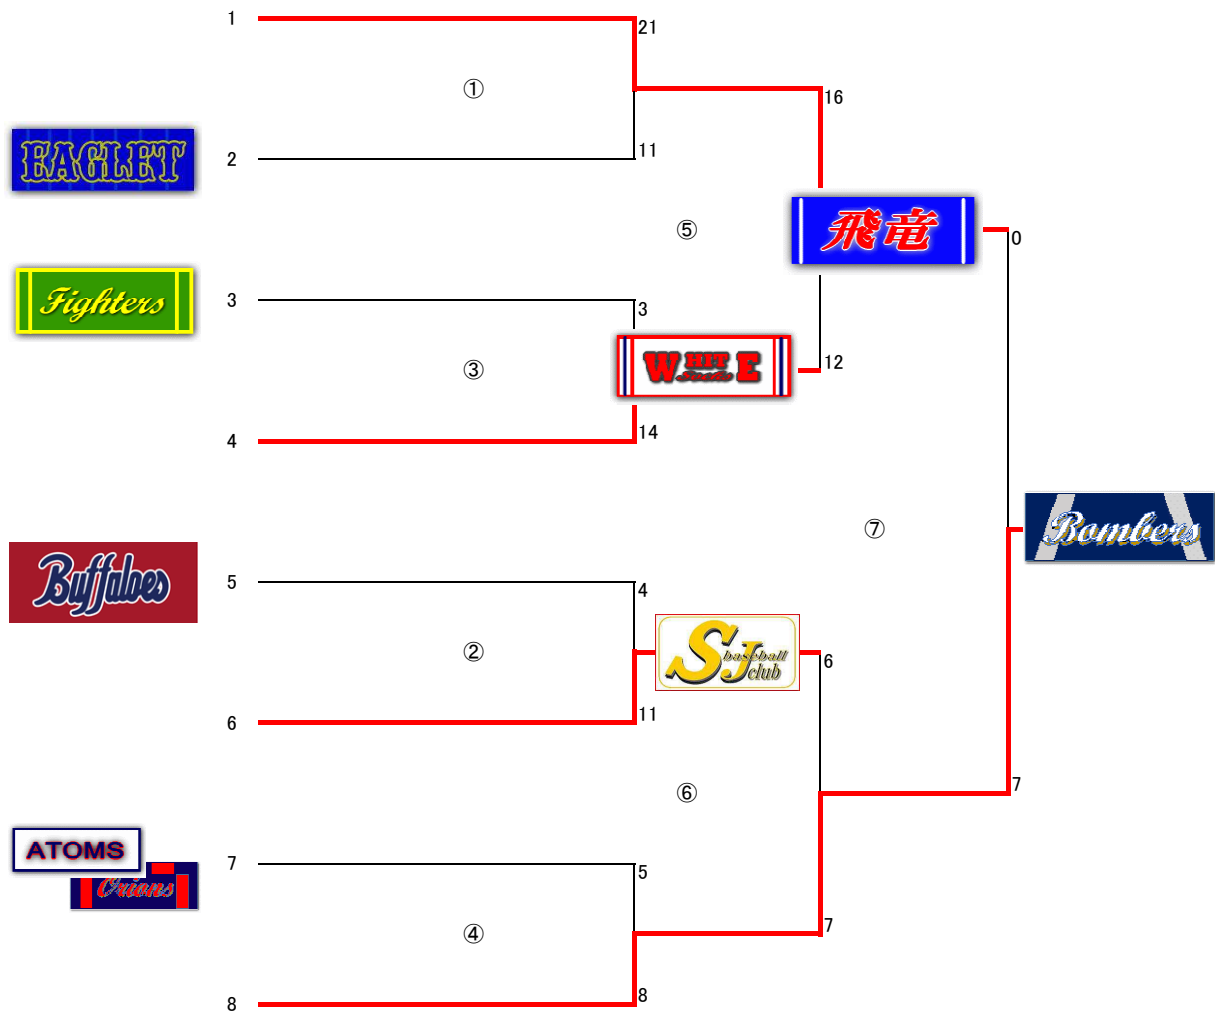 1
21
①
16
EAGLET
2
11
⑤
飛竜
0
Fighters
3
3
③
WHITE
Socks
12
4
14
⑦
Bombers
Buffaloes
5
4
②
SJ baseball club
6
6
11
⑥
7
ATOMS
7
5
Orions
④
7
8
8